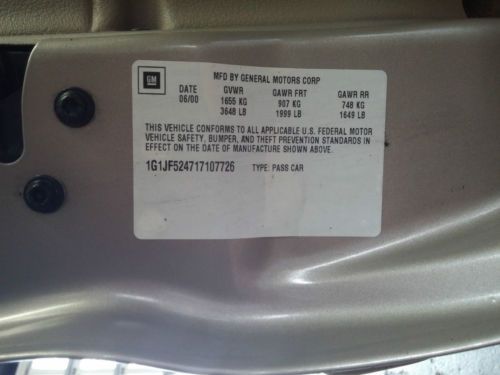 GM
MFD BY GENERAL MOTORS CORP
DATE GVWR GAWR FRT GAWR RR
06/00 1655 KG 907 KG 748 KG
3648 LB 1999 LB 1649 LB
THIS VEHICLE CONFORMS TO ALL APPLICABLE U.S. FEDERAL MOTOR
VEHICLE SAFETY, BUMPER, AND THEFT PREVENTION STANDARDS IN
EFFECT ON THE DATE OF MANUFACTURE SHOWN ABOVE.
1G1JF524717107726 TYPE: PASS CAR